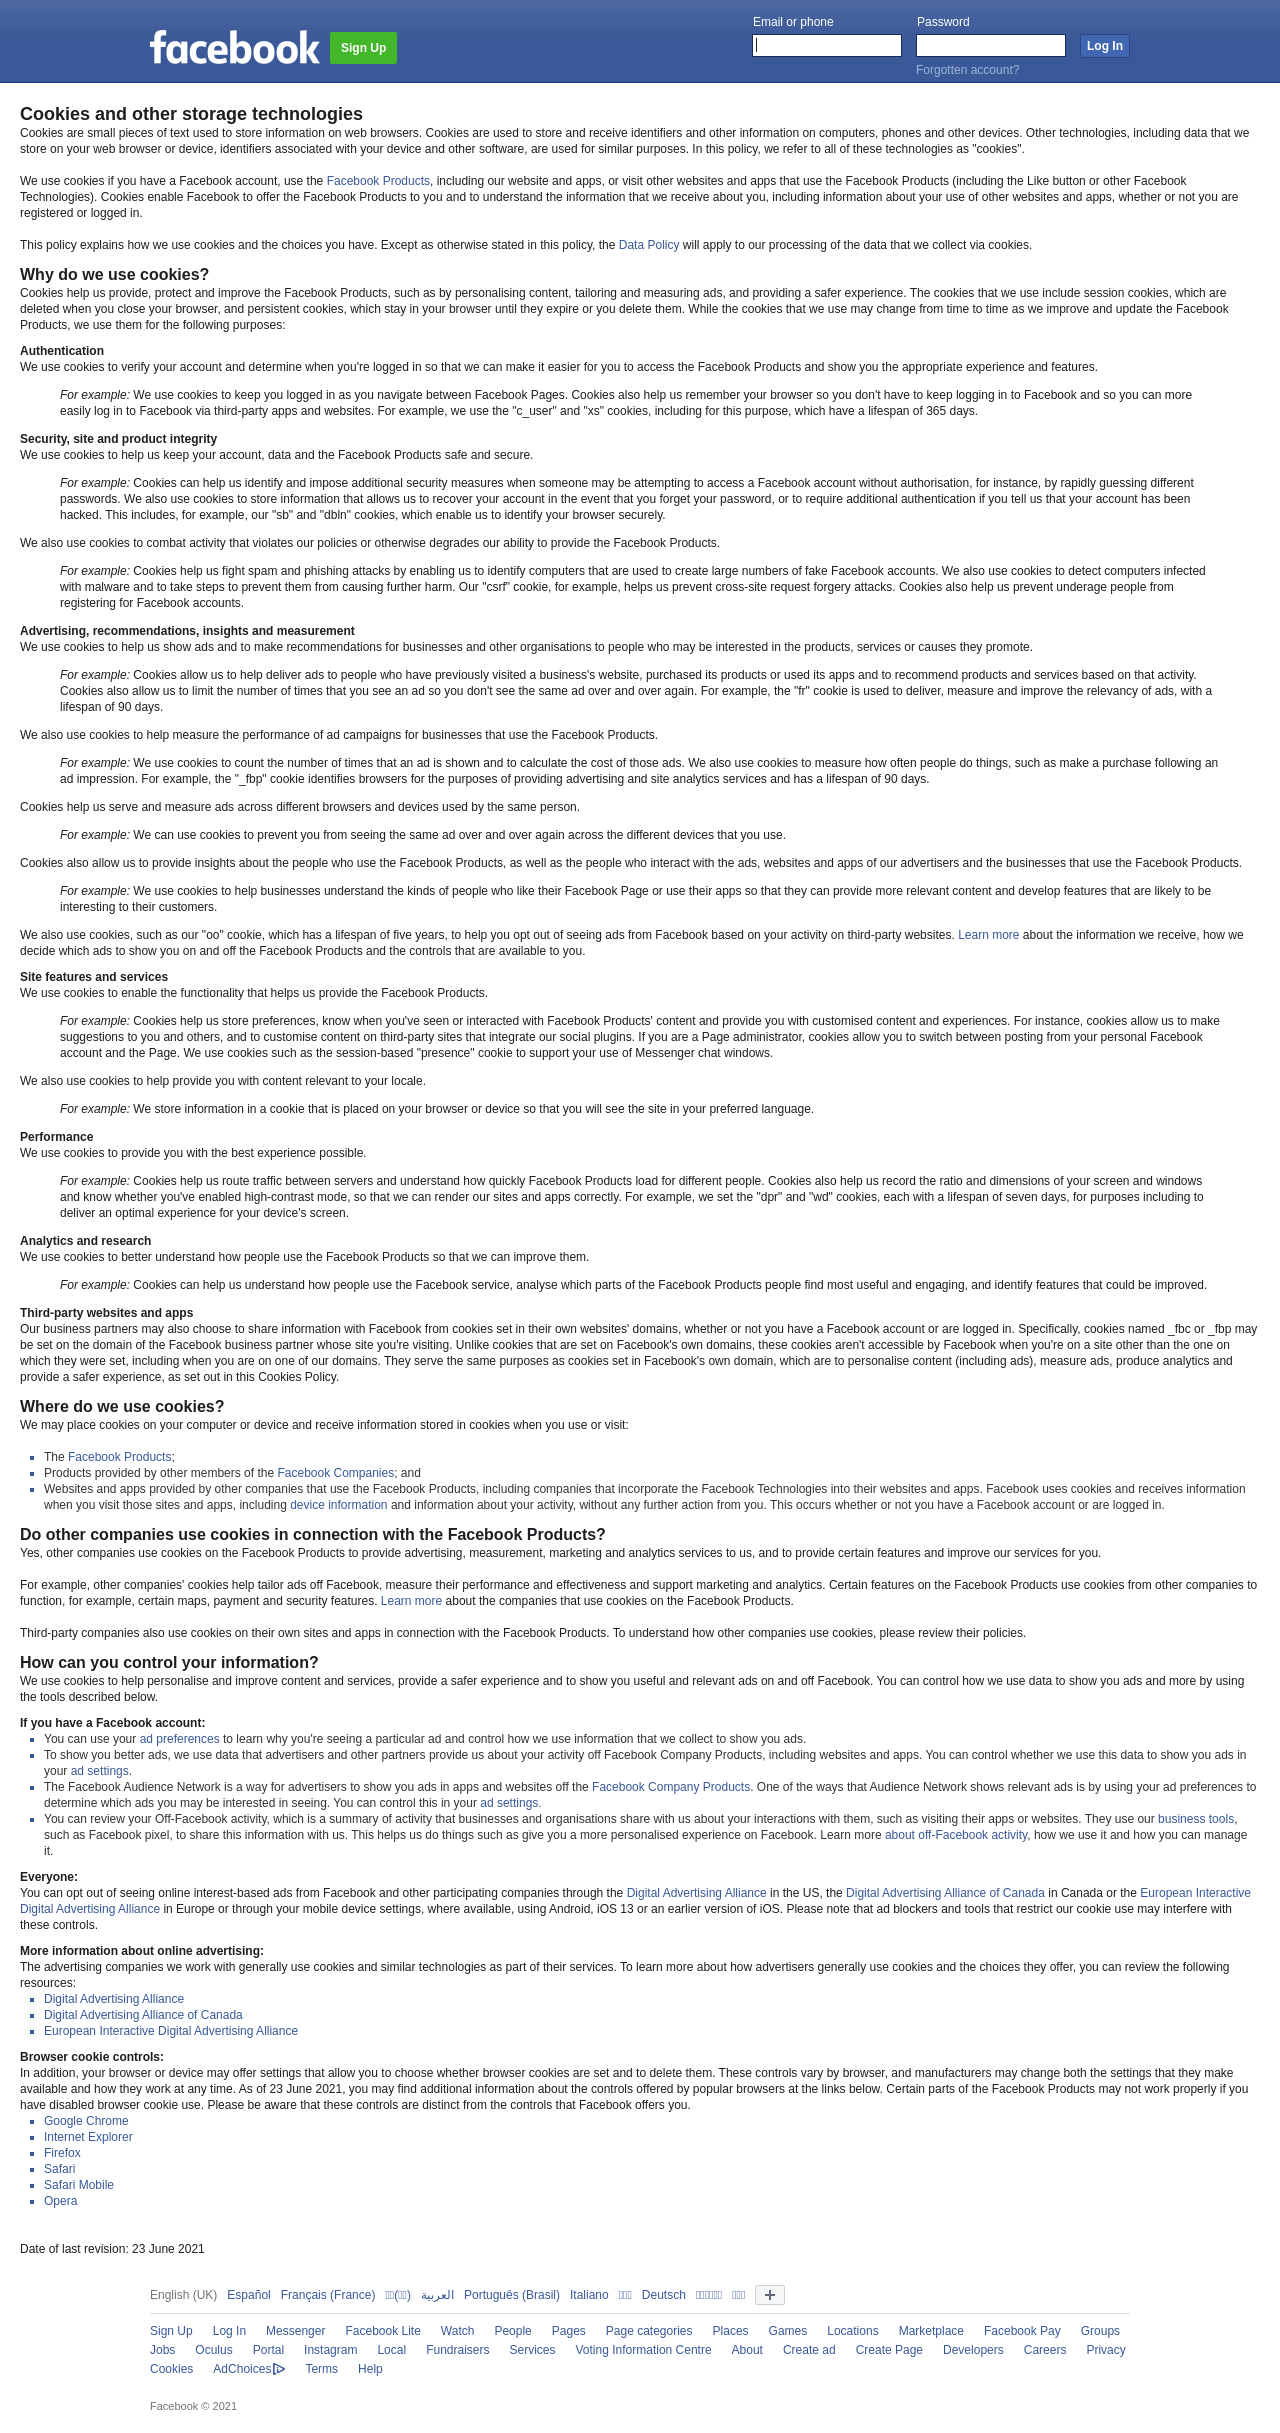 facebook
Sign Up
Email or phone
Password
Log In
Forgotten account?
Cookies and other storage technologies
Cookies are small pieces of text used to store information on web browsers. Cookies are used to store and receive identifiers and other information on computers, phones and other devices. Other technologies, including data that we
store on your web browser or device, identifiers associated with your device and other software, are used for similar purposes. In this policy, we refer to all of these technologies as "cookies".
We use cookies if you have a Facebook account, use the Facebook Products, including our website and apps, or visit other websites and apps that use the Facebook Products (including the Like button or other Facebook
Technologies). Cookies enable Facebook to offer the Facebook Products to you and to understand the information that we receive about you, including information about your use of other websites and apps, whether or not you are
registered or logged in.
This policy explains how we use cookies and the choices you have. Except as otherwise stated in this policy, the Data Policy will apply to our processing of the data that we collect via cookies.
Why do we use cookies?
Cookies help us provide, protect and improve the Facebook Products, such as by personalising content, tailoring and measuring ads, and providing a safer experience. The cookies that we use include session cookies, which are
deleted when you close your browser, and persistent cookies, which stay in your browser until they expire or you delete them. While the cookies that we use may change from time to time as we improve and update the Facebook
Products, we use them for the following purposes:
Authentication
We use cookies to verify your account and determine when you're logged in so that we can make it easier for you to access the Facebook Products and show you the appropriate experience and features.
For example: We use cookies to keep you logged in as you navigate between Facebook Pages. Cookies also help us remember your browser so you don't have to keep logging in to Facebook and so you can more
easily log in to Facebook via third-party apps and websites. For example, we use the "c_user" and "xs" cookies, including for this purpose, which have a lifespan of 365 days.
Security, site and product integrity
We use cookies to help us keep your account, data and the Facebook Products safe and secure.
For example: Cookies can help us identify and impose additional security measures when someone may be attempting to access a Facebook account without authorisation, for instance, by rapidly guessing different
passwords. We also use cookies to store information that allows us to recover your account in the event that you forget your password, or to require additional authentication if you tell us that your account has been
hacked. This includes, for example, our "sb" and "dbln" cookies, which enable us to identify your browser securely.
We also use cookies to combat activity that violates our policies or otherwise degrades our ability to provide the Facebook Products.
For example: Cookies help us fight spam and phishing attacks by enabling us to identify computers that are used to create large numbers of fake Facebook accounts. We also use cookies to detect computers infected
with malware and to take steps to prevent them from causing further harm. Our "csrf" cookie, for example, helps us prevent cross-site request forgery attacks. Cookies also help us prevent underage people from
registering for Facebook accounts.
Advertising, recommendations, insights and measurement
We use cookies to help us show ads and to make recommendations for businesses and other organisations to people who may be interested in the products, services or causes they promote.
For example: Cookies allow us to help deliver ads to people who have previously visited a business's website, purchased its products or used its apps and to recommend products and services based on that activity.
Cookies also allow us to limit the number of times that you see an ad so you don't see the same ad over and over again. For example, the "fr" cookie is used to deliver, measure and improve the relevancy of ads, with a
lifespan of 90 days.
We also use cookies to help measure the performance of ad campaigns for businesses that use the Facebook Products.
For example: We use cookies to count the number of times that an ad is shown and to calculate the cost of those ads. We also use cookies to measure how often people do things, such as make a purchase following an
ad impression. For example, the "_fbp" cookie identifies browsers for the purposes of providing advertising and site analytics services and has a lifespan of 90 days.
Cookies help us serve and measure ads across different browsers and devices used by the same person.
For example: We can use cookies to prevent you from seeing the same ad over and over again across the different devices that you use.
Cookies also allow us to provide insights about the people who use the Facebook Products, as well as the people who interact with the ads, websites and apps of our advertisers and the businesses that use the Facebook Products.
For example: We use cookies to help businesses understand the kinds of people who like their Facebook Page or use their apps so that they can provide more relevant content and develop features that are likely to be
interesting to their customers.
We also use cookies, such as our "oo" cookie, which has a lifespan of five years, to help you opt out of seeing ads from Facebook based on your activity on third-party websites. Learn more about the information we receive, how we
decide which ads to show you on and off the Facebook Products and the controls that are available to you.
Site features and services
We use cookies to enable the functionality that helps us provide the Facebook Products.
For example: Cookies help us store preferences, know when you've seen or interacted with Facebook Products' content and provide you with customised content and experiences. For instance, cookies allow us to make
suggestions to you and others, and to customise content on third-party sites that integrate our social plugins. If you are a Page administrator, cookies allow you to switch between posting from your personal Facebook
account and the Page. We use cookies such as the session-based "presence" cookie to support your use of Messenger chat windows.
We also use cookies to help provide you with content relevant to your locale.
For example: We store information in a cookie that is placed on your browser or device so that you will see the site in your preferred language.
Performance
We use cookies to provide you with the best experience possible.
For example: Cookies help us route traffic between servers and understand how quickly Facebook Products load for different people. Cookies also help us record the ratio and dimensions of your screen and windows
and know whether you've enabled high-contrast mode, so that we can render our sites and apps correctly. For example, we set the "dpr" and "wd" cookies, each with a lifespan of seven days, for purposes including to
deliver an optimal experience for your device's screen.
Analytics and research
We use cookies to better understand how people use the Facebook Products so that we can improve them.
For example: Cookies can help us understand how people use the Facebook service, analyse which parts of the Facebook Products people find most useful and engaging, and identify features that could be improved.
Third-party websites and apps
Our business partners may also choose to share information with Facebook from cookies set in their own websites' domains, whether or not you have a Facebook account or are logged in. Specifically, cookies named _fbc or _fbp may
be set on the domain of the Facebook business partner whose site you're visiting. Unlike cookies that are set on Facebook's own domains, these cookies aren't accessible by Facebook when you're on a site other than the one on
which they were set, including when you are on one of our domains. They serve the same purposes as cookies set in Facebook's own domain, which are to personalise content (including ads), measure ads, produce analytics and
provide a safer experience, as set out in this Cookies Policy.
Where do we use cookies?
We may place cookies on your computer or device and receive information stored in cookies when you use or visit:
The Facebook Products;
Products provided by other members of the Facebook Companies; and
Websites and apps provided by other companies that use the Facebook Products, including companies that incorporate the Facebook Technologies into their websites and apps. Facebook uses cookies and receives information
when you visit those sites and apps, including device information and information about your activity, without any further action from you. This occurs whether or not you have a Facebook account or are logged in.
Do other companies use cookies in connection with the Facebook Products?
Yes, other companies use cookies on the Facebook Products to provide advertising, measurement, marketing and analytics services to us, and to provide certain features and improve our services for you.
For example, other companies' cookies help tailor ads off Facebook, measure their performance and effectiveness and support marketing and analytics. Certain features on the Facebook Products use cookies from other companies to
function, for example, certain maps, payment and security features. Learn more about the companies that use cookies on the Facebook Products.
Third-party companies also use cookies on their own sites and apps in connection with the Facebook Products. To understand how other companies use cookies, please review their policies.
How can you control your information?
We use cookies to help personalise and improve content and services, provide a safer experience and to show you useful and relevant ads on and off Facebook. You can control how we use data to show you ads and more by using
the tools described below.
If you have a Facebook account:
You can use your ad preferences to learn why you're seeing a particular ad and control how we use information that we collect to show you ads.
To show you better ads, we use data that advertisers and other partners provide us about your activity off Facebook Company Products, including websites and apps. You can control whether we use this data to show you ads in
your ad settings.
The Facebook Audience Network is a way for advertisers to show you ads in apps and websites off the Facebook Company Products. One of the ways that Audience Network shows relevant ads is by using your ad preferences to
determine which ads you may be interested in seeing. You can control this in your ad settings.
You can review your Off-Facebook activity, which is a summary of activity that businesses and organisations share with us about your interactions with them, such as visiting their apps or websites. They use our business tools,
such as Facebook pixel, to share this information with us. This helps us do things such as give you a more personalised experience on Facebook. Learn more about off-Facebook activity, how we use it and how you can manage
it.
Everyone:
You can opt out of seeing online interest-based ads from Facebook and other participating companies through the Digital Advertising Alliance in the US, the Digital Advertising Alliance of Canada in Canada or the European Interactive
Digital Advertising Alliance in Europe or through your mobile device settings, where available, using Android, iOS 13 or an earlier version of iOS. Please note that ad blockers and tools that restrict our cookie use may interfere with
these controls.
More information about online advertising:
The advertising companies we work with generally use cookies and similar technologies as part of their services. To learn more about how advertisers generally use cookies and the choices they offer, you can review the following
resources:
Digital Advertising Alliance
Digital Advertising Alliance of Canada
European Interactive Digital Advertising Alliance
Browser cookie controls:
In addition, your browser or device may offer settings that allow you to choose whether browser cookies are set and to delete them. These controls vary by browser, and manufacturers may change both the settings that they make
available and how they work at any time. As of 23 June 2021, you may find additional information about the controls offered by popular browsers at the links below. Certain parts of the Facebook Products may not work properly if you
have disabled browser cookie use. Please be aware that these controls are distinct from the controls that Facebook offers you.
Google Chrome
Internet Explorer
Firefox
Safari
Safari Mobile
Opera
Date of last revision: 23 June 2021
English (UK) Español Français (France) العربية Português (Brasil) Italiano Deutsch
Sign Up Log In Messenger Facebook Lite Watch People Pages Page categories Places Games Locations Marketplace Facebook Pay Groups
Jobs Oculus Portal Instagram Local Fundraisers Services Voting Information Centre About Create ad Create Page Developers Careers Privacy
Cookies AdChoices Terms Help
Facebook © 2021